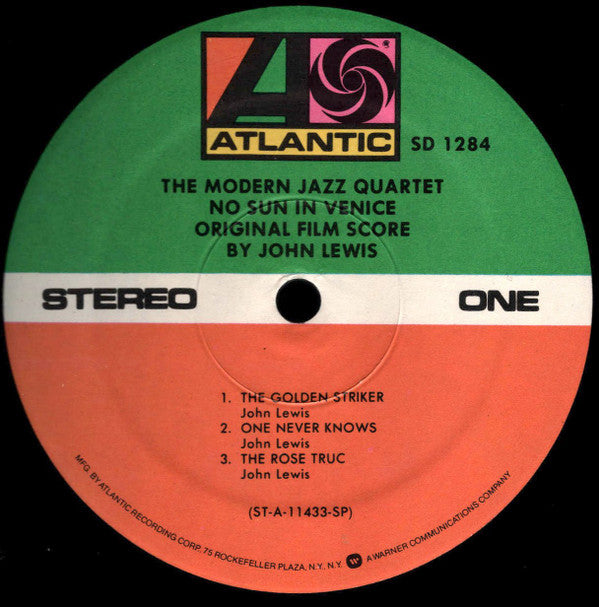 ATLANTIC
SD 1284
THE MODERN JAZZ QUARTET
NO SUN IN VENICE
ORIGINAL FILM SCORE
BY JOHN LEWIS
STEREO ONE
1. THE GOLDEN STRIKER
John Lewis
2. ONE NEVER KNOWS
John Lewis
3. THE ROSE TRUC
John Lewis
(ST-A-11433-SP)
MFG. BY ATLANTIC RECORDING CORP. 75 ROCKEFELLER PLAZA, N.Y., N.Y. W A WARNER COMMUNICATIONS COMPANY